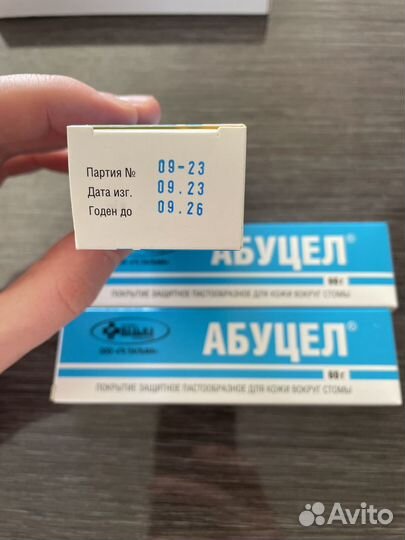 Партия № 09-23
Дата изг. 09.23
Годен до 09.26
АБУЦЕЛ®
60 г
ПОКРЫТИЕ ЗАЩИТНОЕ ПАСТООБРАЗНОЕ ДЛЯ КОЖИ ВОКРУГ СТОМЫ
АБУЦЕЛ®
60 г
ПОКРЫТИЕ ЗАЩИТНОЕ ПАСТООБРАЗНОЕ ДЛЯ КОЖИ ВОКРУГ СТОМЫ
Avito